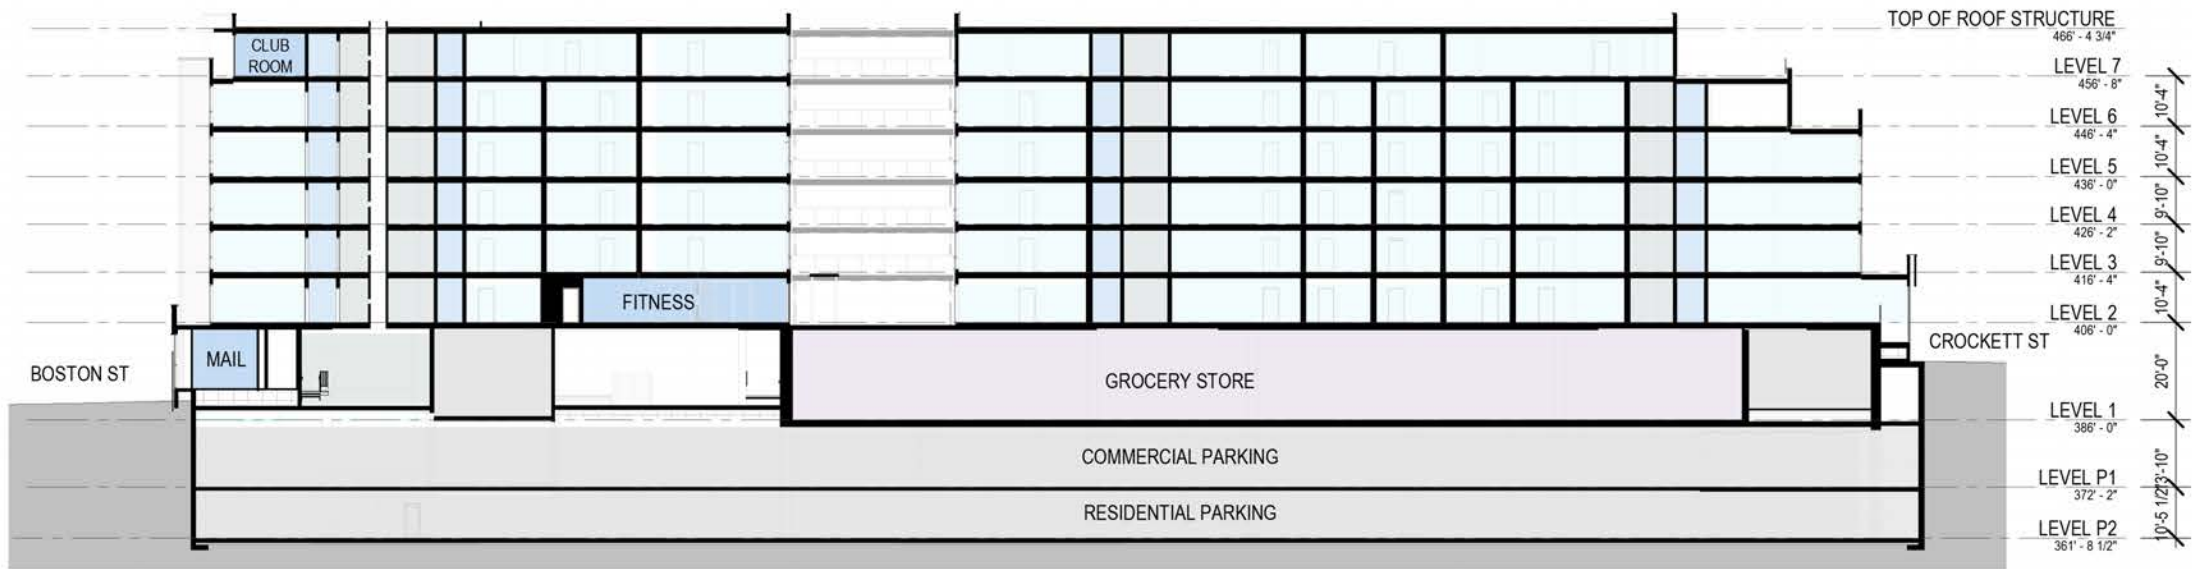 TOP OF ROOF STRUCTURE
466' - 4 3/4"
CLUB
ROOM
LEVEL 7
456' - 8"
10'-4"
LEVEL 6
446' - 4"
10'-4"
LEVEL 5
436' - 0"
9'-10"
LEVEL 4
426' - 2"
9'-10"
LEVEL 3
416' - 4"
FITNESS
10'-4"
LEVEL 2
406' - 0"
CROCKETT ST
MAIL
BOSTON ST
GROCERY STORE
20'-0"
LEVEL 1
386' - 0"
COMMERCIAL PARKING
LEVEL P1
372' - 2"
RESIDENTIAL PARKING
10'-5 1/2"
LEVEL P2
361' - 8 1/2"